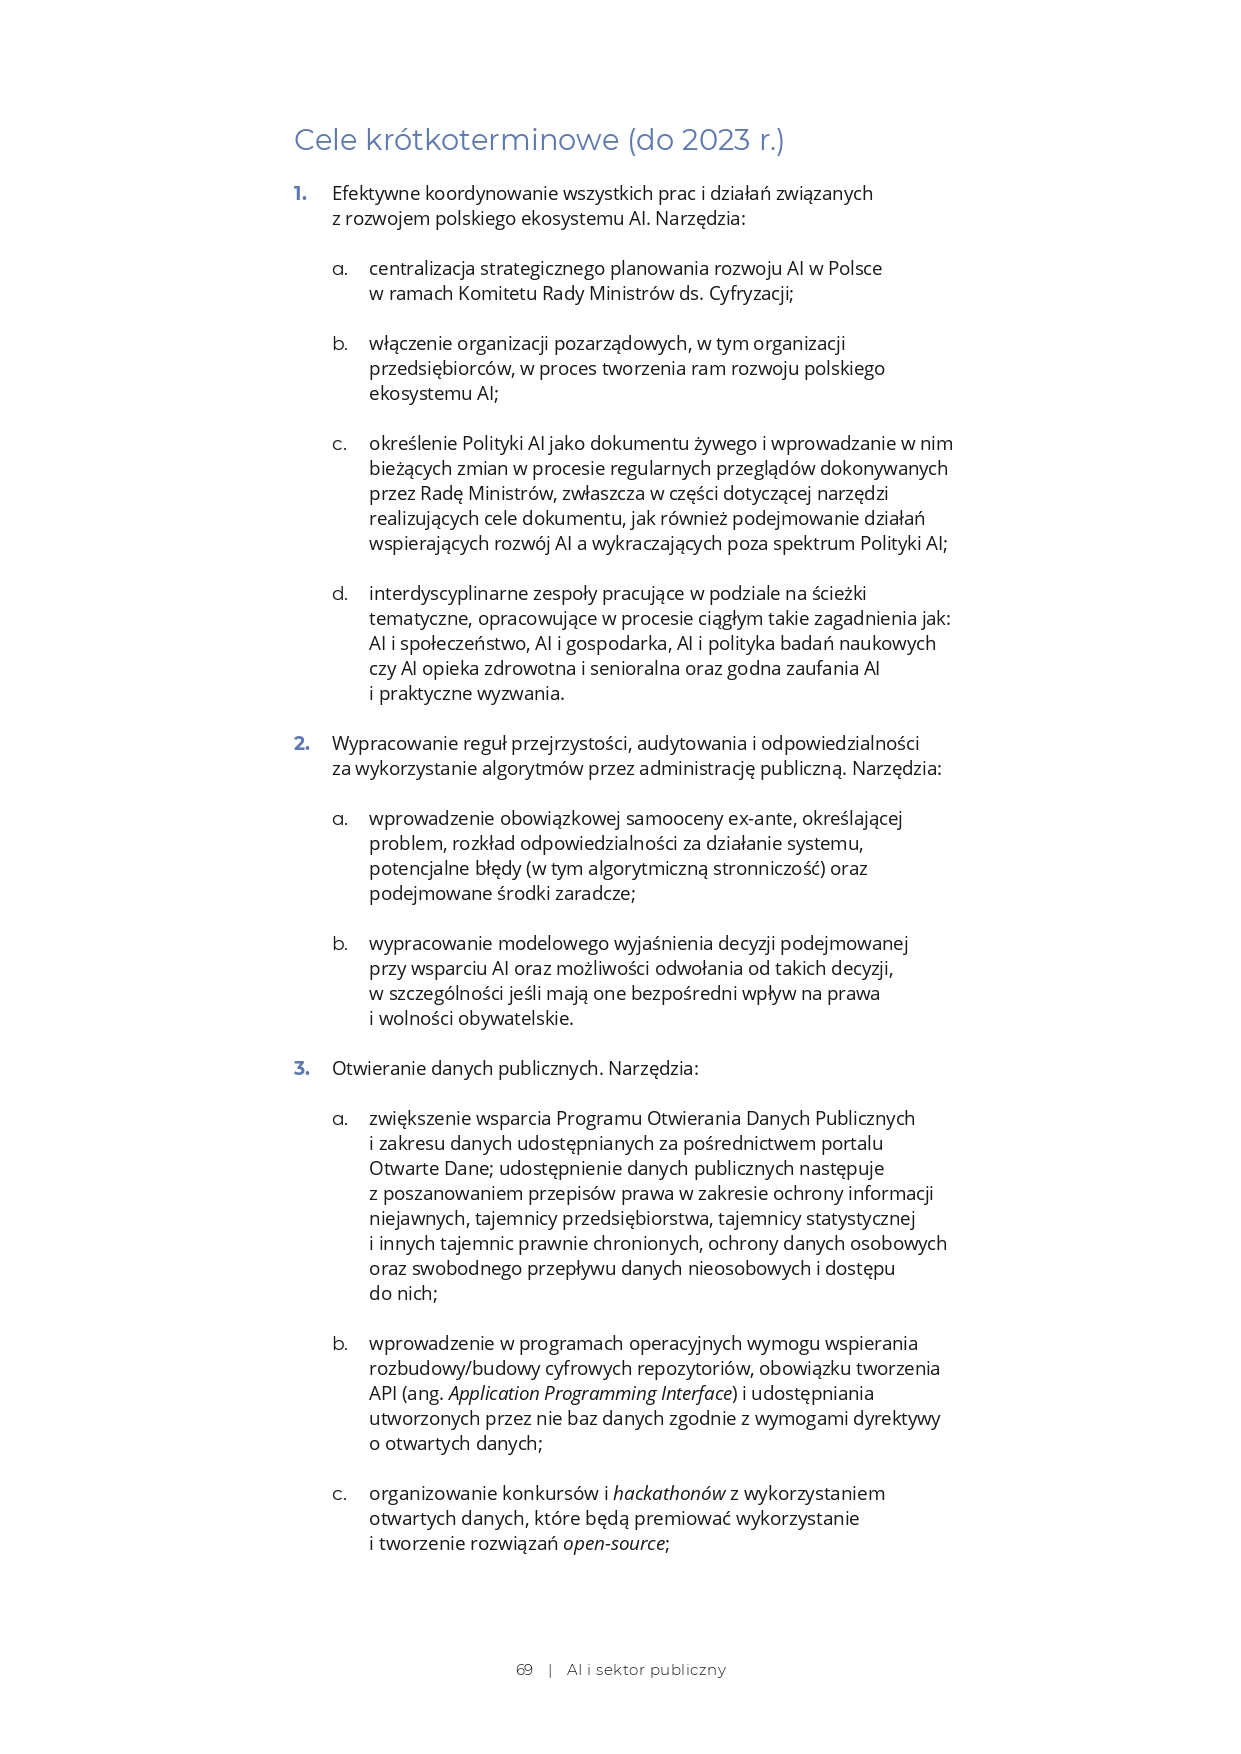 Cele krótkoterminowe (do 2023 r.)
1. Efektywne koordynowanie wszystkich prac i działań związanych
z rozwojem polskiego ekosystemu AI. Narzędzia:
a. centralizacja strategicznego planowania rozwoju AI w Polsce
w ramach Komitetu Rady Ministrów ds. Cyfryzacji;
b. włączenie organizacji pozarządowych, w tym organizacji
przedsiębiorców, w proces tworzenia ram rozwoju polskiego
ekosystemu AI;
c. określenie Polityki AI jako dokumentu żywego i wprowadzanie w nim
bieżących zmian w procesie regularnych przeglądów dokonywanych
przez Radę Ministrów, zwłaszcza w części dotyczącej narzędzi
realizujących cele dokumentu, jak również podejmowanie działań
wspierających rozwój AI a wykraczających poza spektrum Polityki AI;
d. interdyscyplinarne zespoły pracujące w podziale na ścieżki
tematyczne, opracowujące w procesie ciągłym takie zagadnienia jak:
AI i społeczeństwo, AI i gospodarka, AI i polityka badań naukowych
czy AI opieka zdrowotna i senioralna oraz godna zaufania AI
i praktyczne wyzwania.
2. Wypracowanie reguł przejrzystości, audytowania i odpowiedzialności
za wykorzystanie algorytmów przez administrację publiczną. Narzędzia:
a. wprowadzenie obowiązkowej samooceny ex-ante, określającej
problem, rozkład odpowiedzialności za działanie systemu,
potencjalne błędy (w tym algorytmiczną stronniczość) oraz
podejmowane środki zaradcze;
b. wypracowanie modelowego wyjaśnienia decyzji podejmowanej
przy wsparciu AI oraz możliwości odwołania od takich decyzji,
w szczególności jeśli mają one bezpośredni wpływ na prawa
i wolności obywatelskie.
3. Otwieranie danych publicznych. Narzędzia:
a. zwiększenie wsparcia Programu Otwierania Danych Publicznych
i zakresu danych udostępnianych za pośrednictwem portalu
Otwarte Dane; udostępnienie danych publicznych następuje
z poszanowaniem przepisów prawa w zakresie ochrony informacji
niejawnych, tajemnicy przedsiębiorstwa, tajemnicy statystycznej
i innych tajemnic prawnie chronionych, ochrony danych osobowych
oraz swobodnego przepływu danych nieosobowych i dostępu
do nich;
b. wprowadzenie w programach operacyjnych wymogu wspierania
rozbudowy/budowy cyfrowych repozytoriów, obowiązku tworzenia
API (ang. Application Programming Interface) i udostępniania
utworzonych przez nie baz danych zgodnie z wymogami dyrektywy
o otwartych danych;
c. organizowanie konkursów i hackathonów z wykorzystaniem
otwartych danych, które będą premiować wykorzystanie
i tworzenie rozwiązań open-source;
69 | AI i sektor publiczny